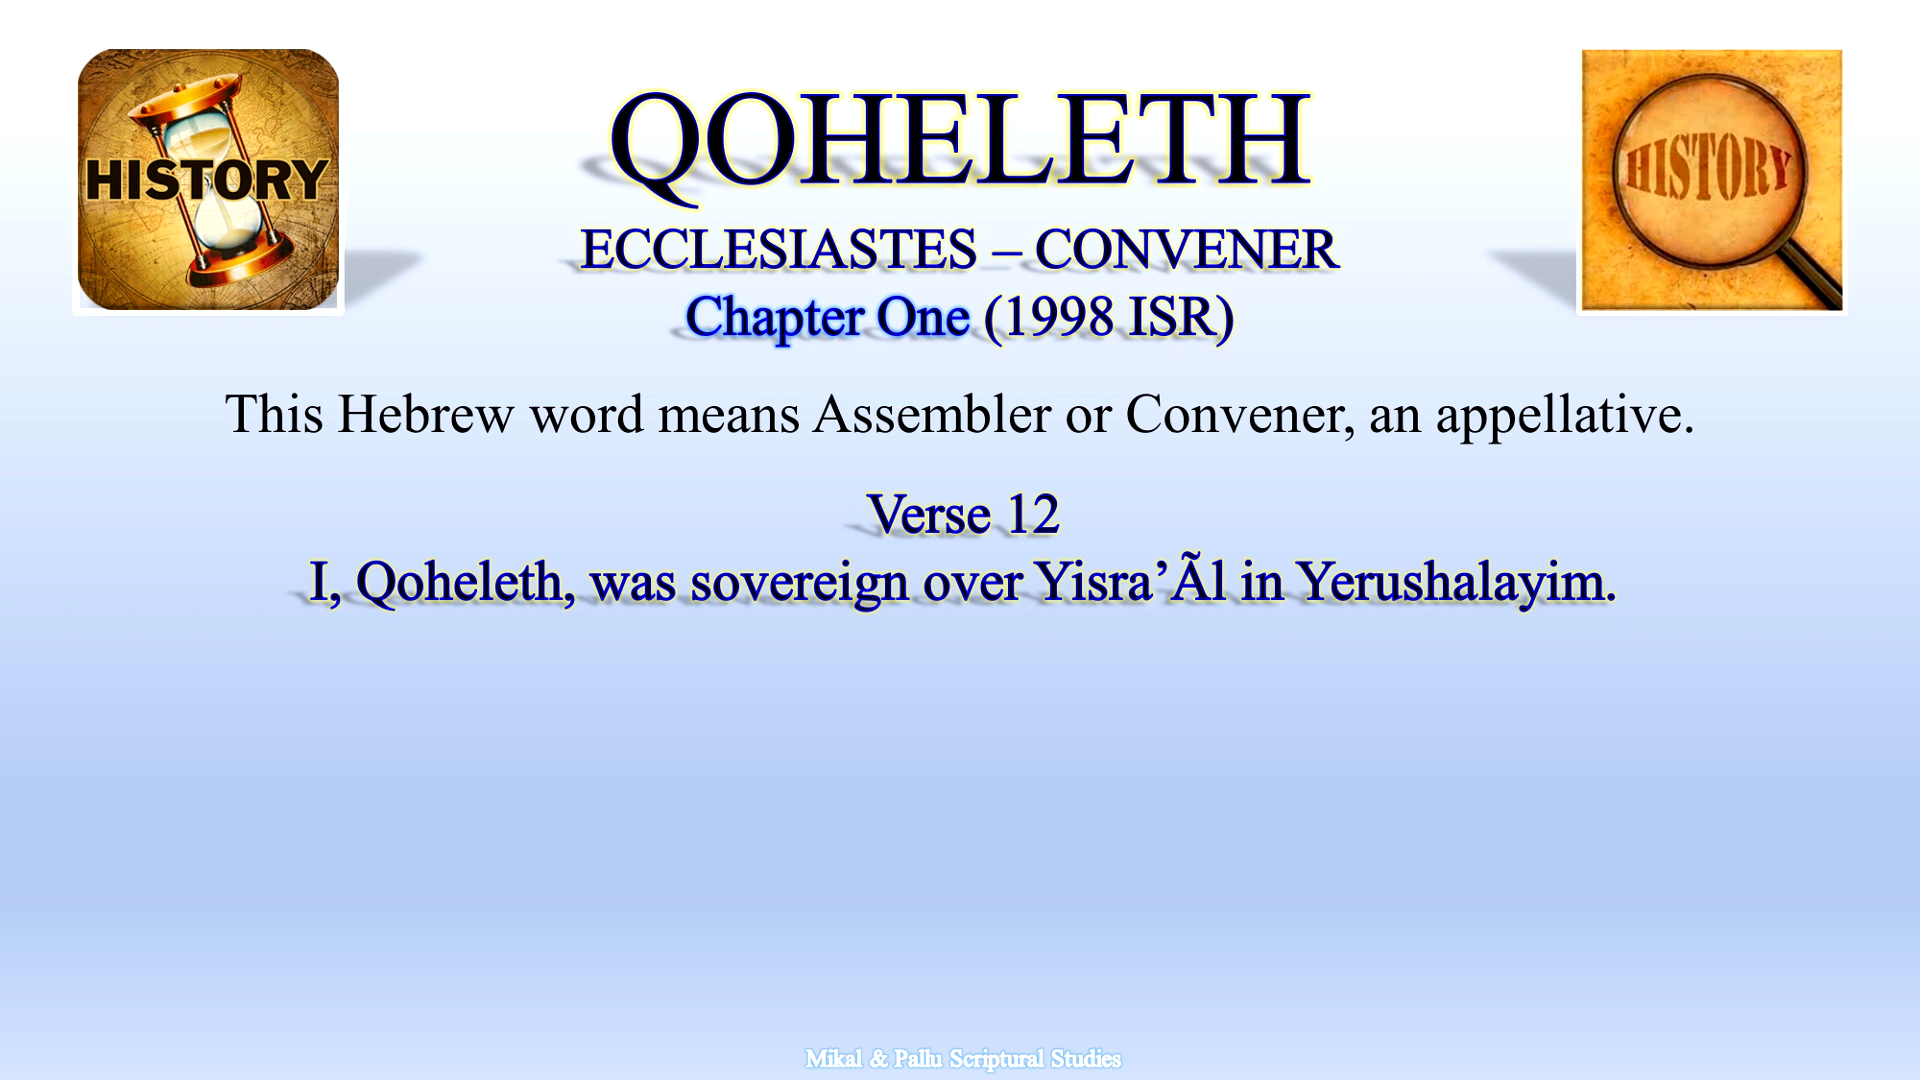 HISTORY
HISTORY
QOHELETH
ECCLESIASTES – CONVENER
Chapter One (1998 ISR)
This Hebrew word means Assembler or Convener, an appellative.
Verse 12
I, Qoheleth, was sovereign over Yisra’Ãl in Yerushalayim.
Mikal & Pallu Scriptural Studies